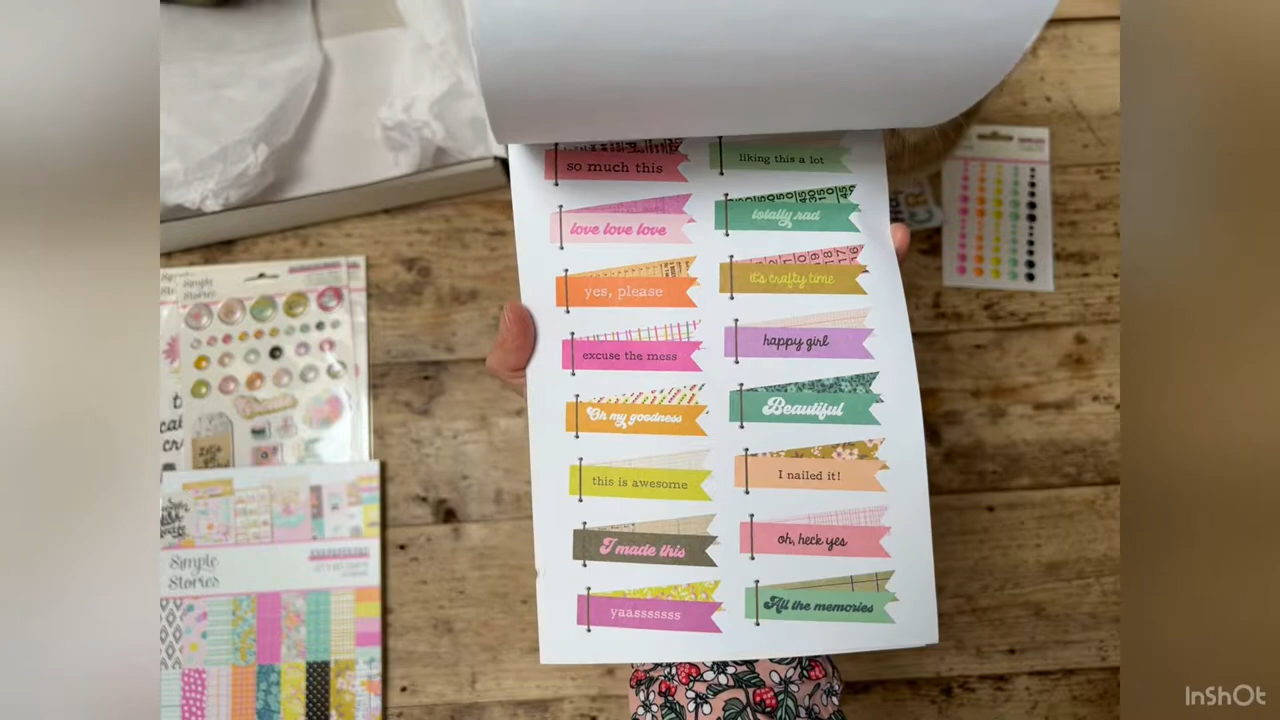 so much this
liking this a lot
love love love
totally rad
yes, please
it's crafty time
excuse the mess
happy girl
Oh my goodness
Beautiful
this is awesome
I nailed it!
I made this
oh, heck yes
yaasssssss
All the memories
Simple
Stories
Simple
Stories
InShOt